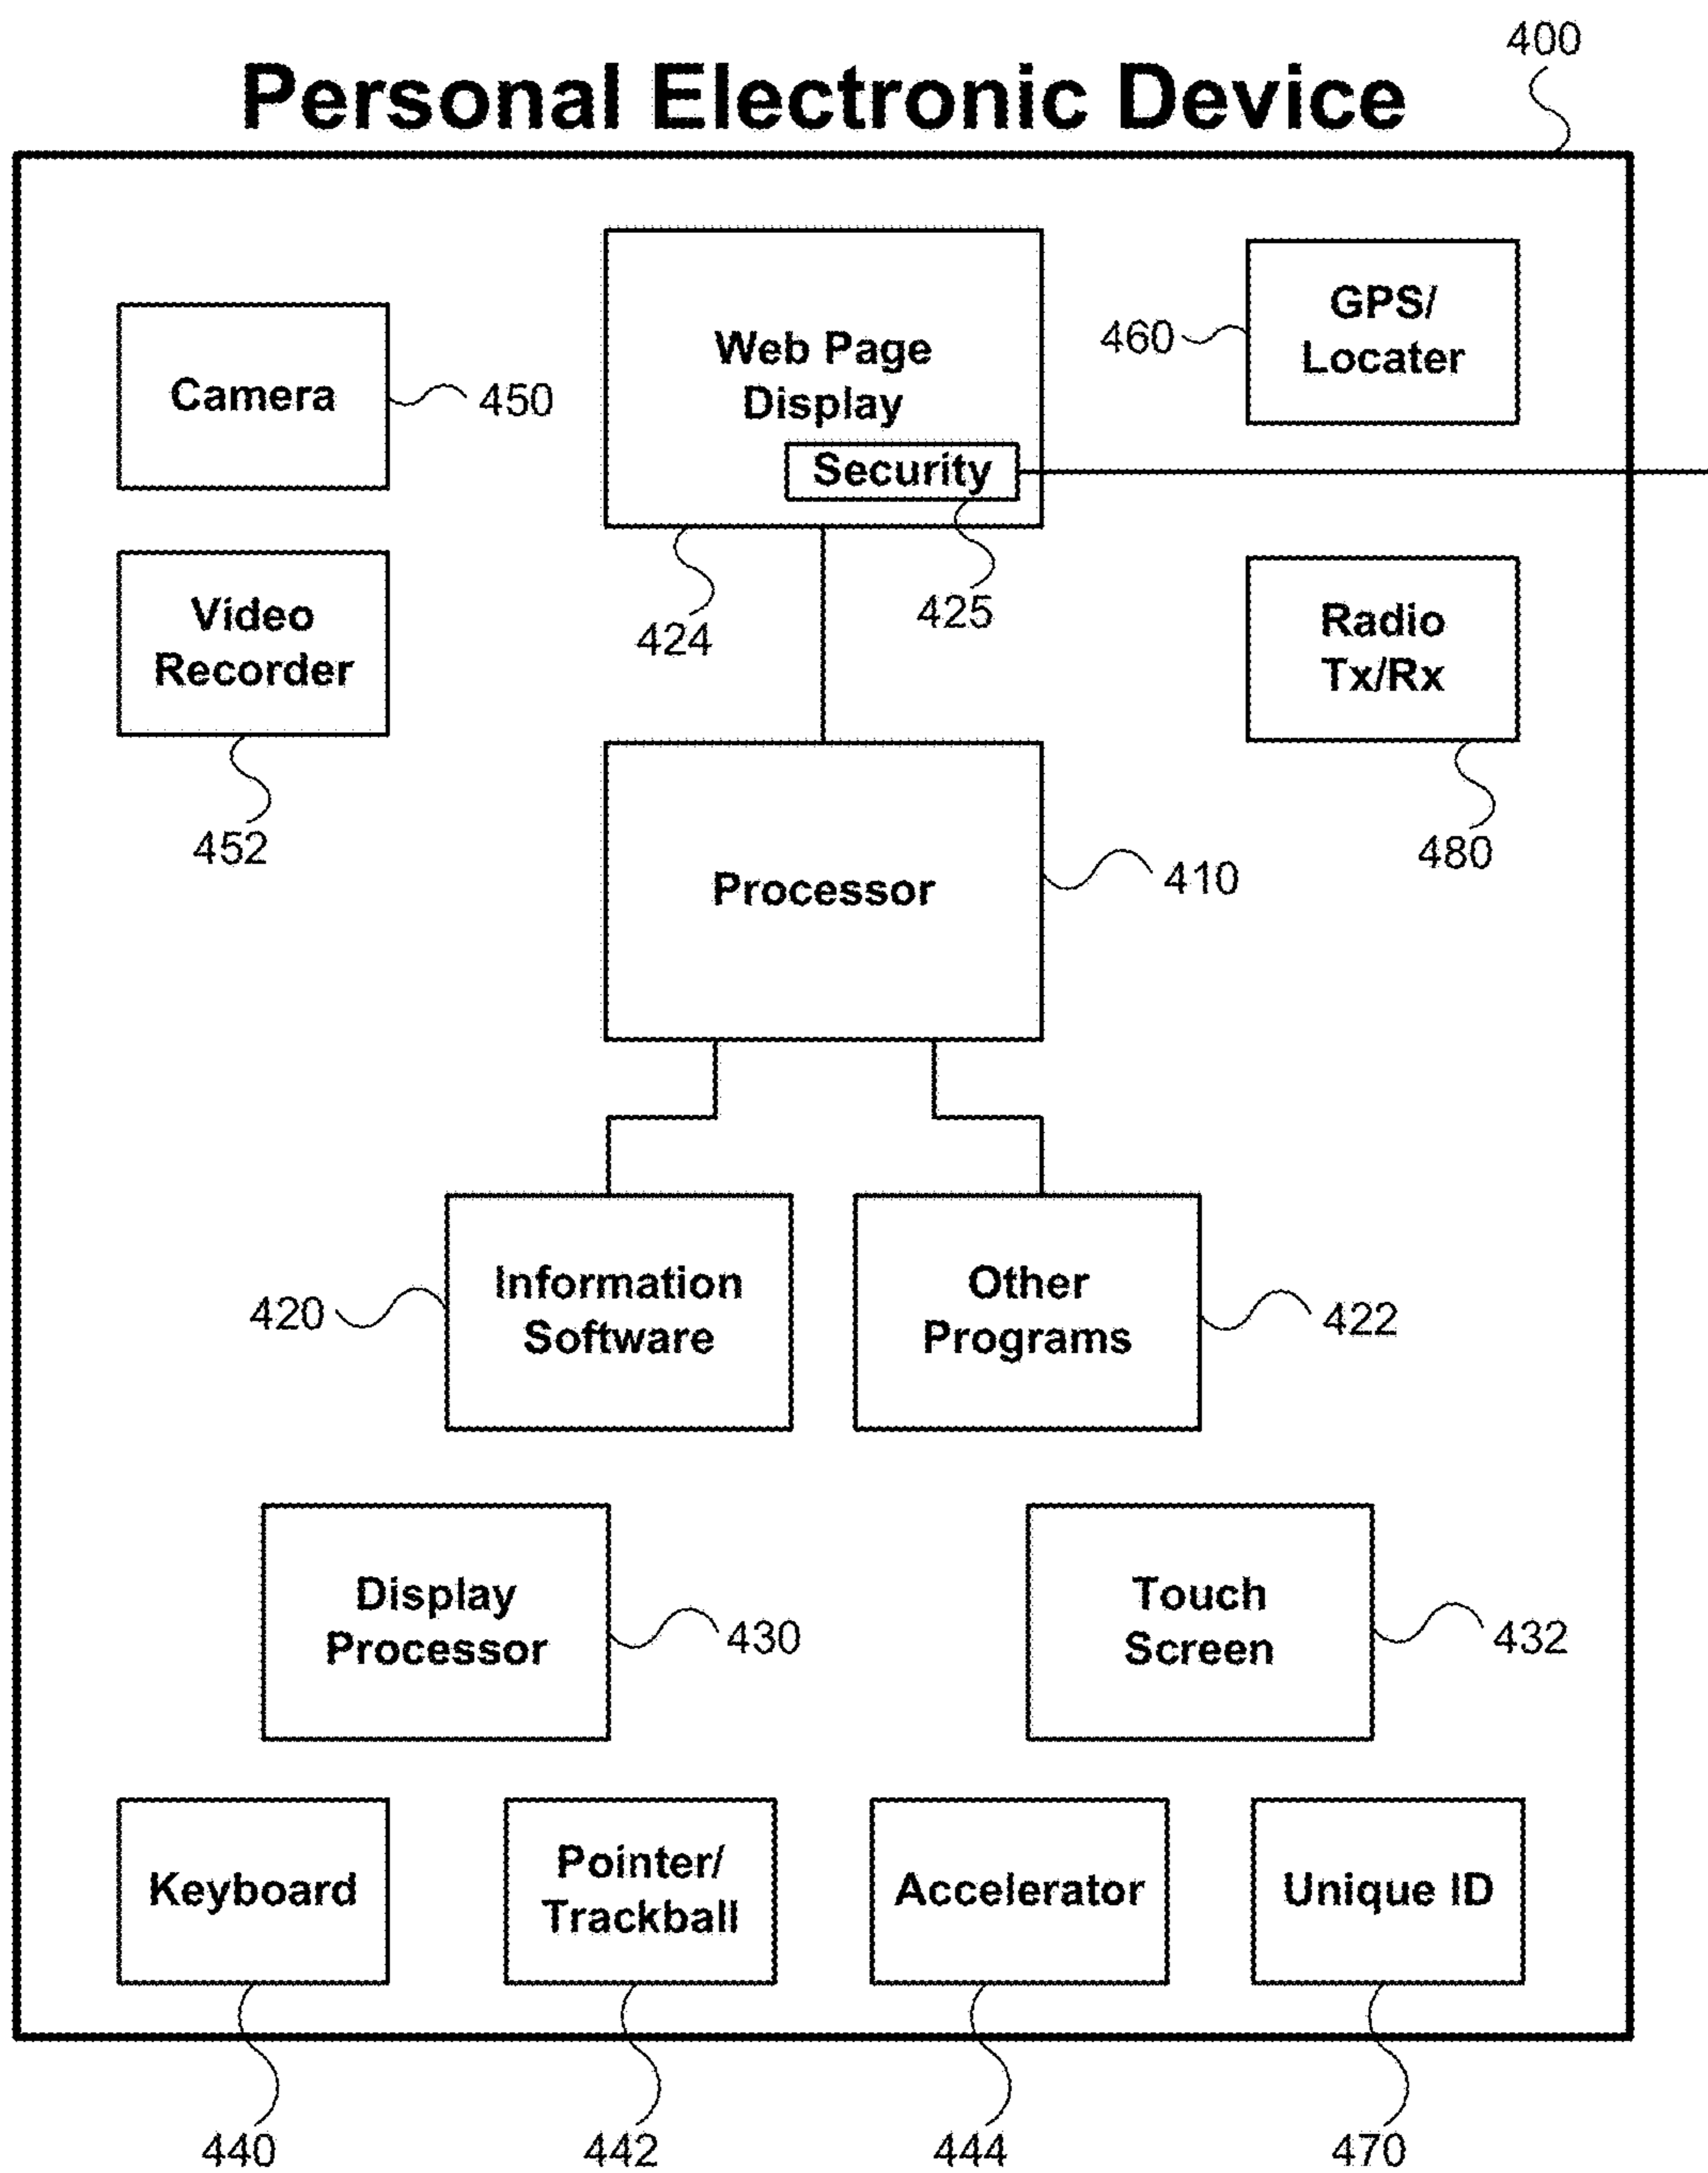 400
Personal Electronic Device
Camera
450
Web Page
Display
Security
424
425
460
GPS/
Locater
Video
Recorder
452
Radio
Tx/Rx
480
Processor
410
420
Information
Software
Other
Programs
422
Display
Processor
430
Touch
Screen
432
Keyboard
Pointer/
Trackball
Accelerator
Unique ID
440
442
444
470